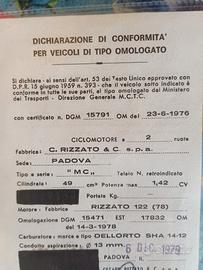 DICHIARAZIONE DI CONFORMITA'
PER VEICOLI DI TIPO OMOLOGATO
Si dichiara ai sensi dell'art. 53 del Testo Unico approvato con
D.P.R. 15 giugno 1959 n. 393 che il veicolo sotto indicato è
conforme in tutte le sue parti, al tipo omologato dal Ministero
dei Trasporti - Direzione Generale M.C.T.C.
con certificato n. DGM 15791 OM del 23-6-1976
CICLOMOTORE a 2 ruote
Fabbrica : C. RIZZATO & C. s.p.a.
Sede : PADOVA
Tipo : "MC" Telaio N. retroindicato
Cilindrata : 49 cm³ potenza max 1,42 CV
Portate Kg.
Motore : Fabbrica RIZZATO 122 (78)
Omologazione DGM 15471 EST 17832 OM del
14-3-1978
Carburatore: marca e tipo DELLORTO SHA 14-12
Condotto aspirazione: Ø 13 mm.
6 DIC. 1979
PADOVA